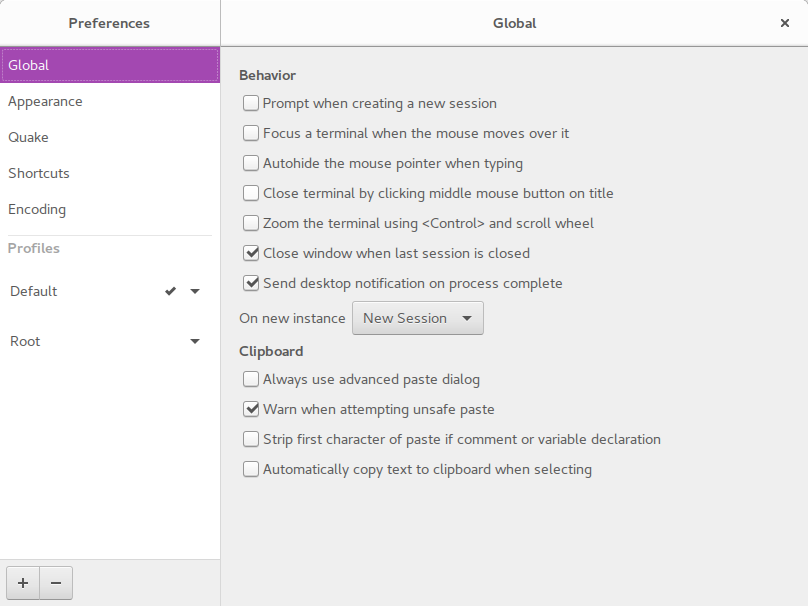 Preferences
Global
Global
Appearance
Quake
Shortcuts
Encoding
Profiles
Default
Root
Behavior
Prompt when creating a new session
Focus a terminal when the mouse moves over it
Autohide the mouse pointer when typing
Close terminal by clicking middle mouse button on title
Zoom the terminal using <Control> and scroll wheel
Close window when last session is closed
Send desktop notification on process complete
On new instance New Session
Clipboard
Always use advanced paste dialog
Warn when attempting unsafe paste
Strip first character of paste if comment or variable declaration
Automatically copy text to clipboard when selecting